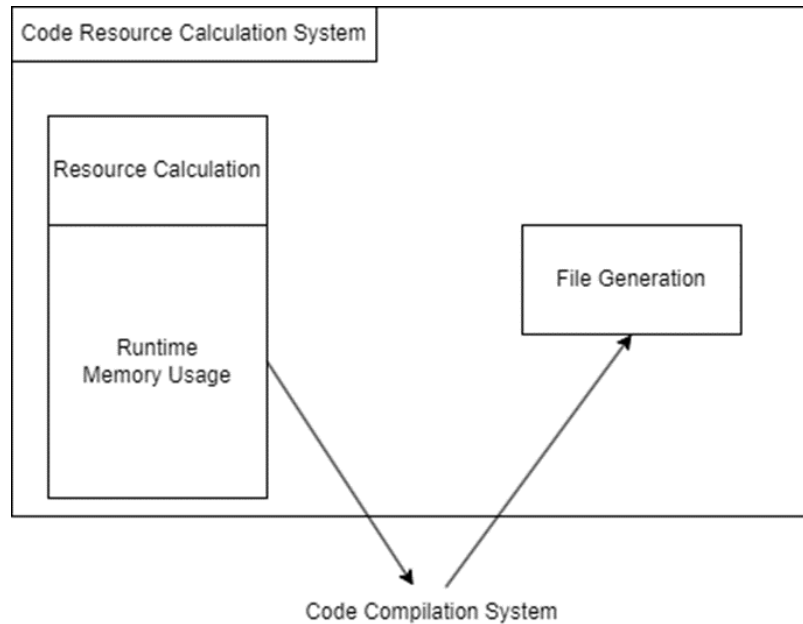 Code Resource Calculation System
Resource Calculation
File Generation
Runtime
Memory Usage
Code Compilation System